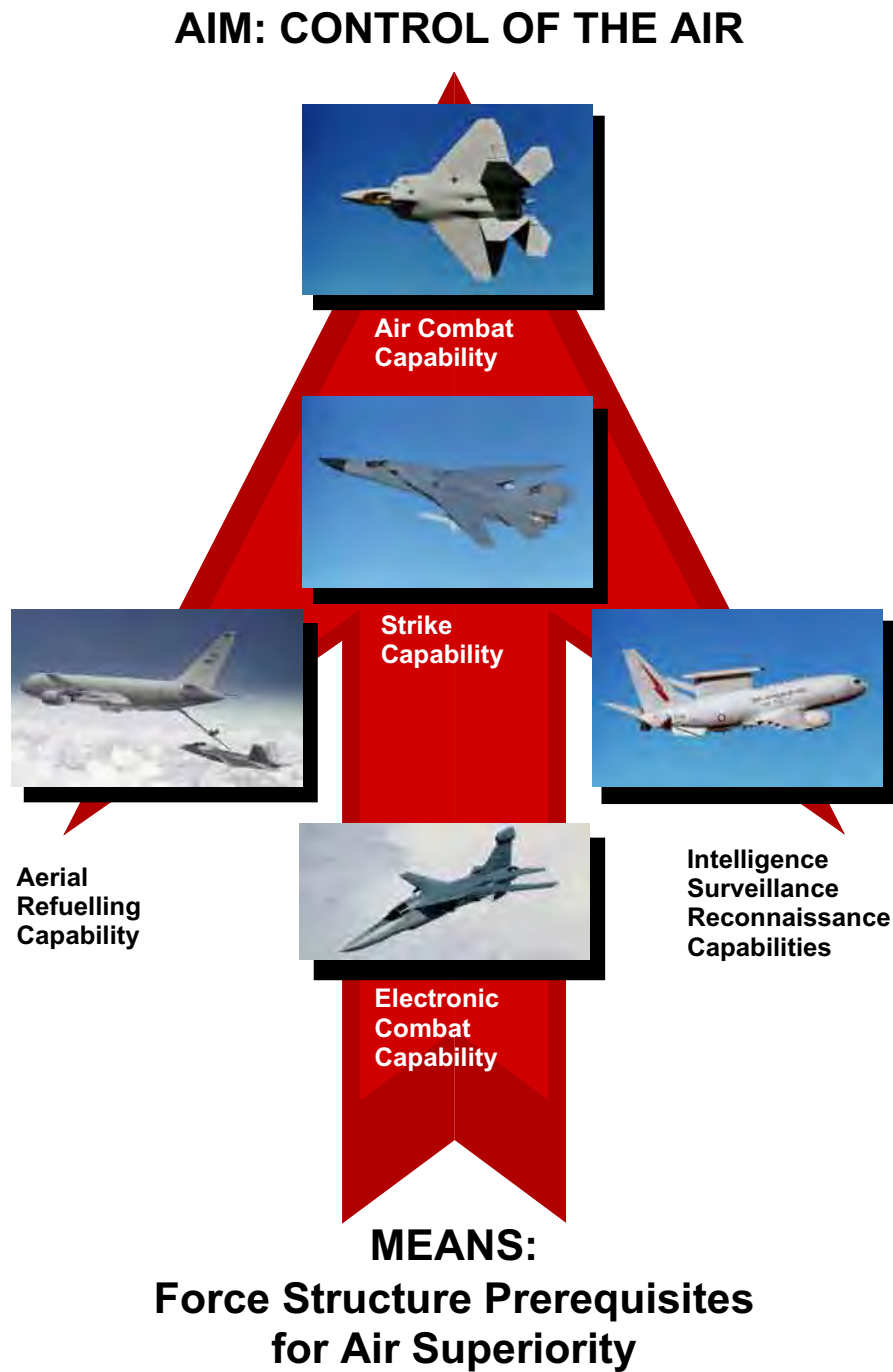 AIM: CONTROL OF THE AIR
Air Combat
Capability
Strike
Capability
Aerial
Refuelling
Capability
Intelligence
Surveillance
Reconnaissance
Capabilities
Electronic
Combat
Capability
MEANS:
Force Structure Prerequisites
for Air Superiority